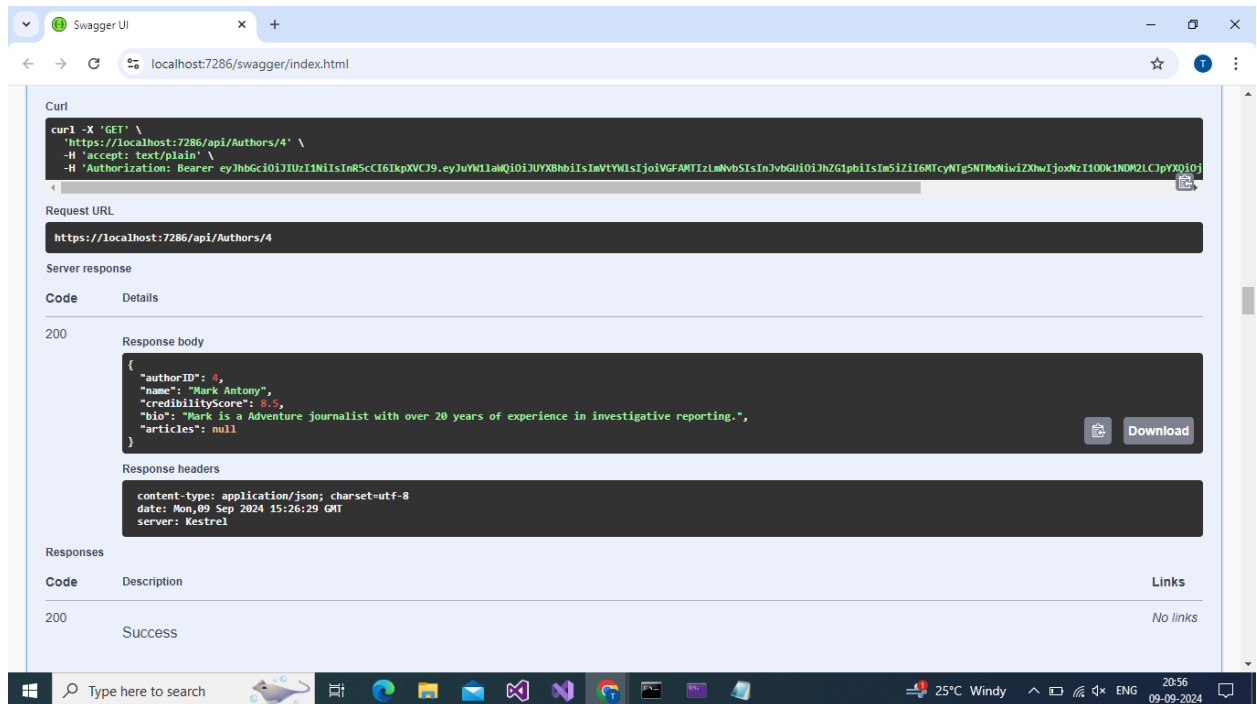 Swagger UI
localhost:7286/swagger/index.html
T
Curl
curl -X 'GET' \
'https://localhost:7286/api/Authors/4' \
-H 'accept: text/plain' \
-H 'Authorization: Bearer
Request URL
https://localhost:7286/api/Authors/4
Server response
Code Details
200
Response body
{
"authorID": 4,
"name": "Mark Antony",
"credibilityScore": 8.5,
"bio": "Mark is a Adventure journalist with over 20 years of experience in investigative reporting.",
"articles": null
}
Download
Response headers
content-type: application/json; charset=utf-8
date: Mon,09 Sep 2024 15:26:29 GMT
server: Kestrel
Responses
Code Description Links
200 Success No links
Type here to search
25°C Windy
ENG
20:56
09-09-2024